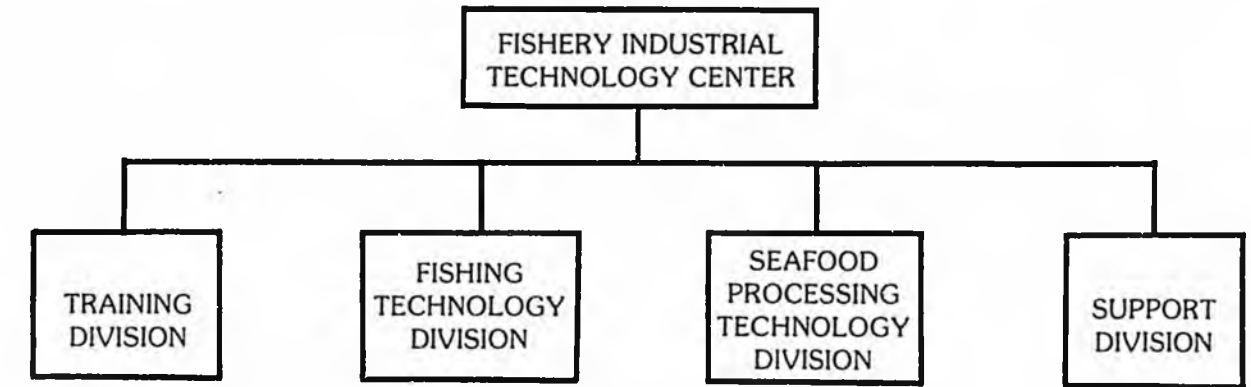 FISHERY INDUSTRIAL
TECHNOLOGY CENTER
TRAINING
DIVISION
FISHING
TECHNOLOGY
DIVISION
SEAFOOD
PROCESSING
TECHNOLOGY
DIVISION
SUPPORT
DIVISION